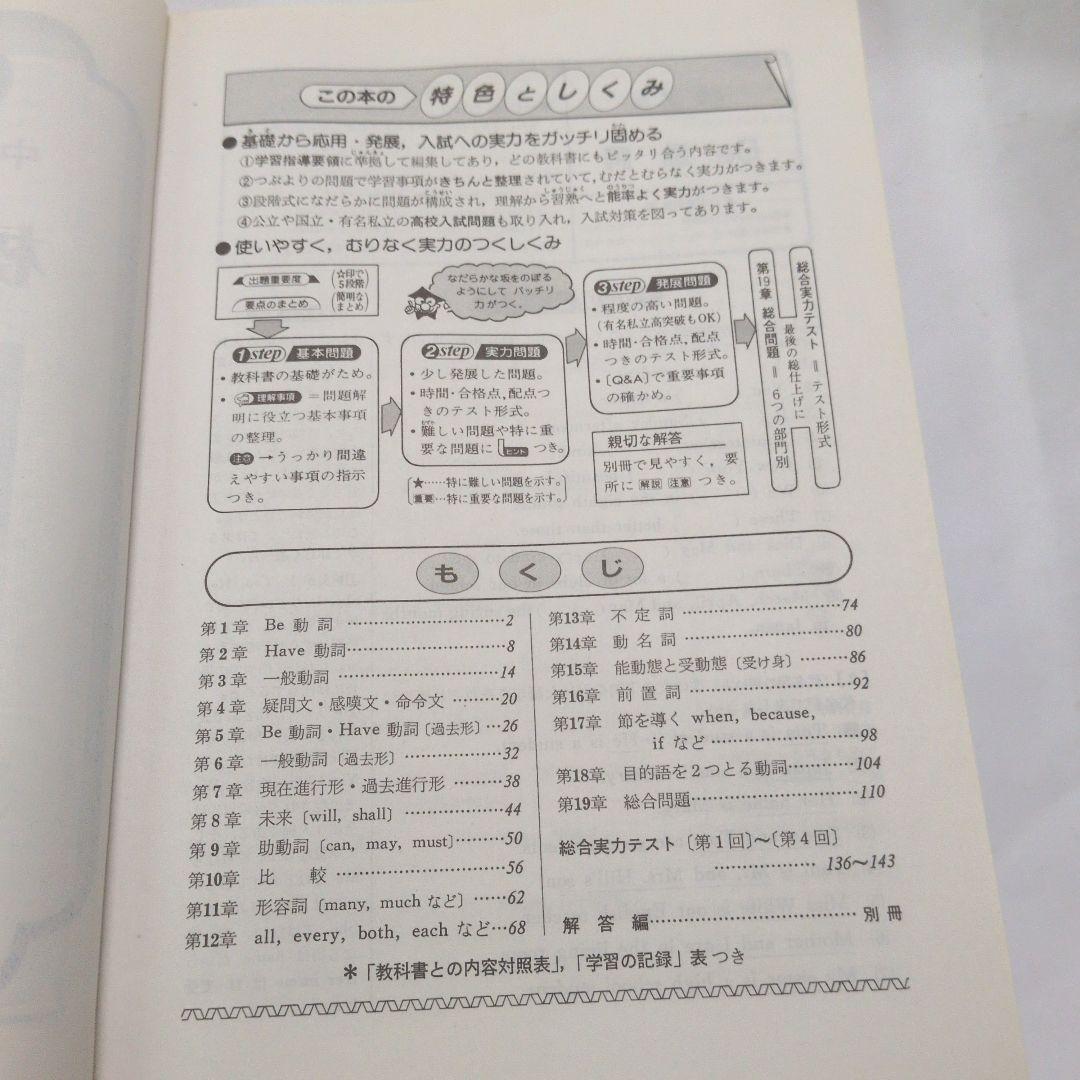 この本の 特色としくみ
●基礎から応用・発展，入試への実力をガッチリ固める
①学習指導要領に準拠して編集してあり，どの教科書にもピッタリ合う内容です。
②つぶよりの問題で学習事項がきちんと整理されていて，むだとむらなく実力がつきます。
③段階式になだらかに問題が構成され，理解から習熟へと能率よく実力がつきます。
④公立や国立・有名私立の高校入試問題も取り入れ，入試対策を図ってあります。
●使いやすく，むりなく実力のつくしくみ
出題重要度 (☆印で5段階)
要点のまとめ (簡明なまとめ)
なだらかな坂をのぼる
ようにして バッチリ
力がつく。
1 step 基本問題
・教科書の基礎がため。
・理解事項＝問題解
明に役立つ基本事項
の整理。
注意→うっかり間違
えやすい事項の指示
つき。
2 step 実力問題
・少し発展した問題。
・時間・合格点，配点つ
きのテスト形式。
・難しい問題や特に重
要な問題に ヒント つき。
★……特に難しい問題を示す。
重要…特に重要な問題を示す。
3 step 発展問題
・程度の高い問題。
(有名私立高突破もOK)
・時間・合格点，配点
つきのテスト形式。
・〔Q&A〕で重要事項
の確かめ。
親切な解答
別冊で見やすく，要
所に 解説 注意 つき。
第19章 総合問題＝6つの部門別
最後の総仕上げに
総合実力テスト＝テスト形式
もくじ
第1章 Be 動詞 ……2
第2章 Have 動詞……8
第3章 一般動詞……14
第4章 疑問文・感嘆文・命令文……20
第5章 Be 動詞・Have 動詞〔過去形〕…26
第6章 一般動詞〔過去形〕……32
第7章 現在進行形・過去進行形……38
第8章 未来〔will, shall〕……44
第9章 助動詞〔can, may, must〕……50
第10章 比較……56
第11章 形容詞〔many, much など〕……62
第12章 all, every, both, each など…68
第13章 不定詞……74
第14章 動名詞……80
第15章 能動態と受動態〔受け身〕……86
第16章 前置詞……92
第17章 節を導く when, because,
if など……98
第18章 目的語を2つとる動詞……104
第19章 総合問題……110
総合実力テスト〔第1回〕〜〔第4回〕
……136〜143
解答編……別冊
＊「教科書との内容対照表」，「学習の記録」表つき